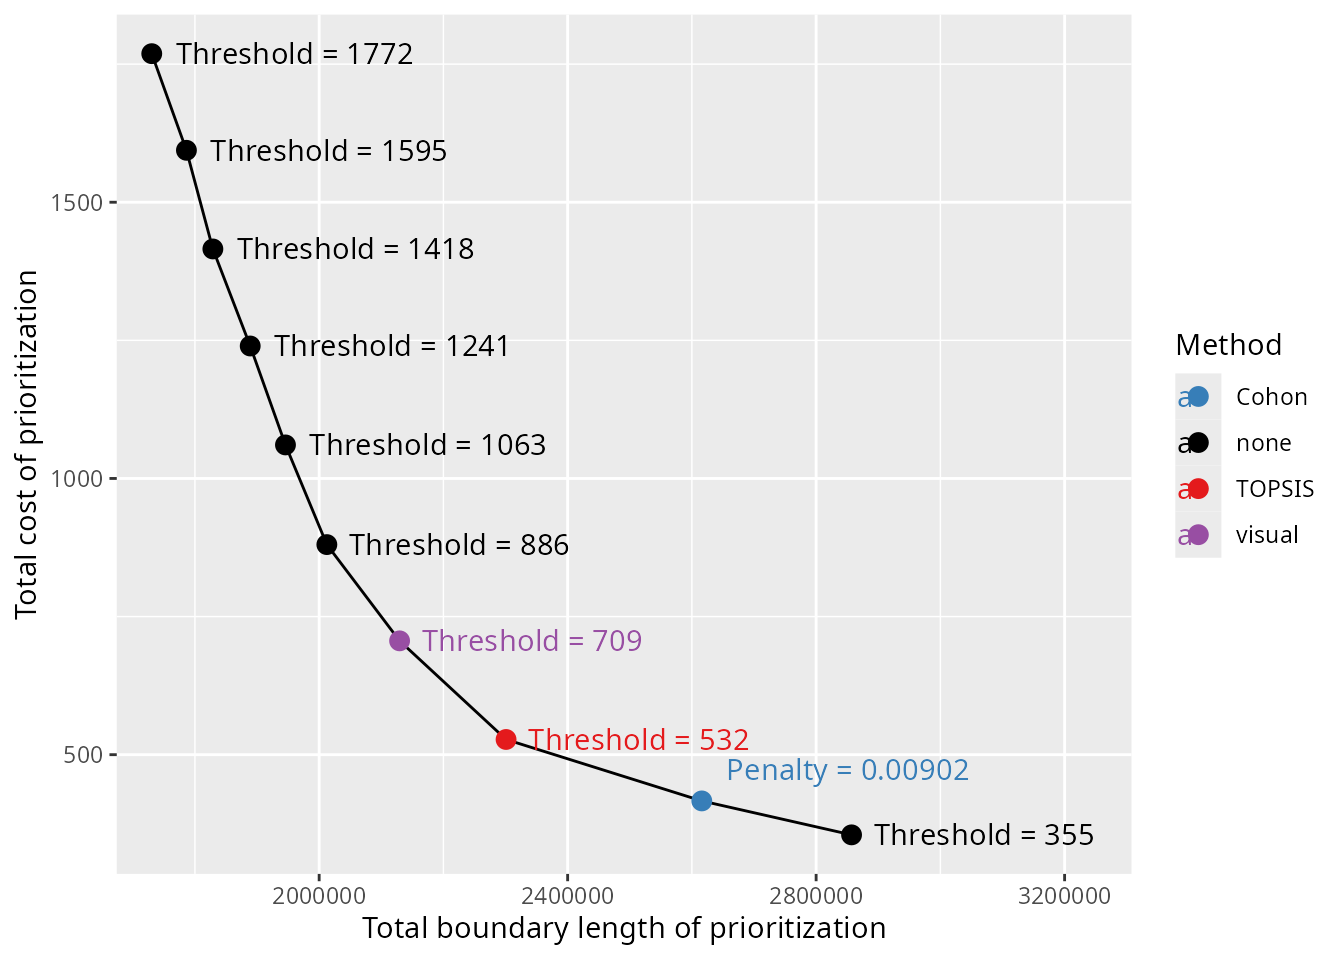 Threshold = 1772
Threshold = 1595
1500
Threshold = 1418
Threshold = 1241
Threshold = 1063
1000
Threshold = 886
Threshold = 709
Threshold = 532
500
Penalty = 0.00902
Threshold = 355
2000000 2400000 2800000 3200000
Total boundary length of prioritization
Total cost of prioritization
Method
a Cohon
a none
a TOPSIS
a visual